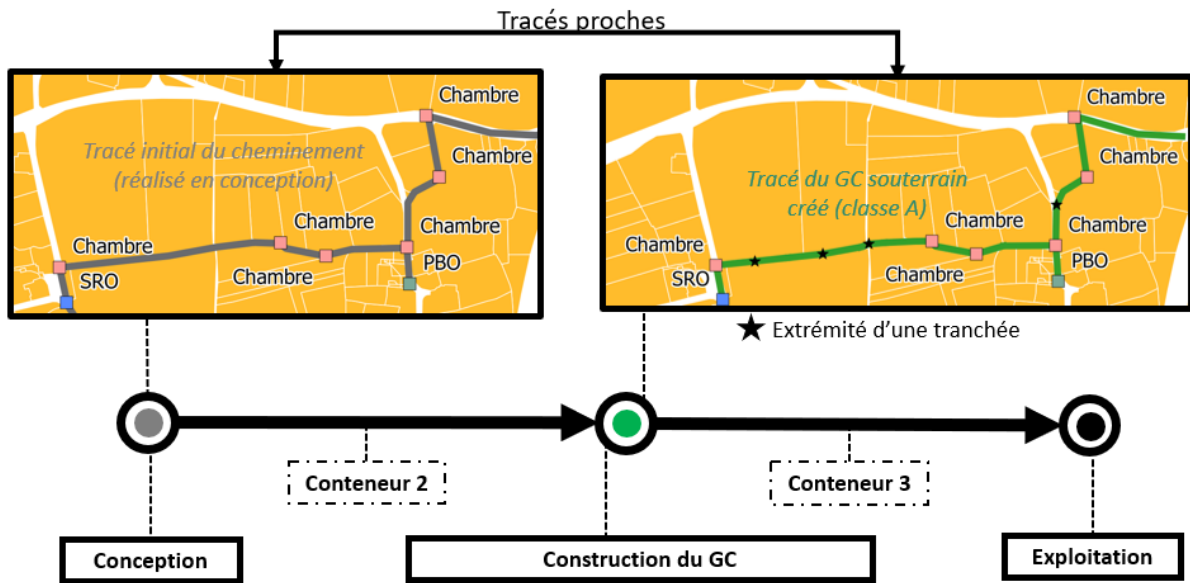 Tracés proches
Chambre
Tracé initial du cheminement
(réalisé en conception)
Chambre
Chambre
Chambre
Chambre
Chambre
SRO
PBO
Chambre
Chambre
Tracé du GC souterrain
créé (classe A)
Chambre
Chambre
Chambre
Chambre
SRO
PBO
★ Extrémité d'une tranchée
Conteneur 2
Conteneur 3
Conception
Construction du GC
Exploitation